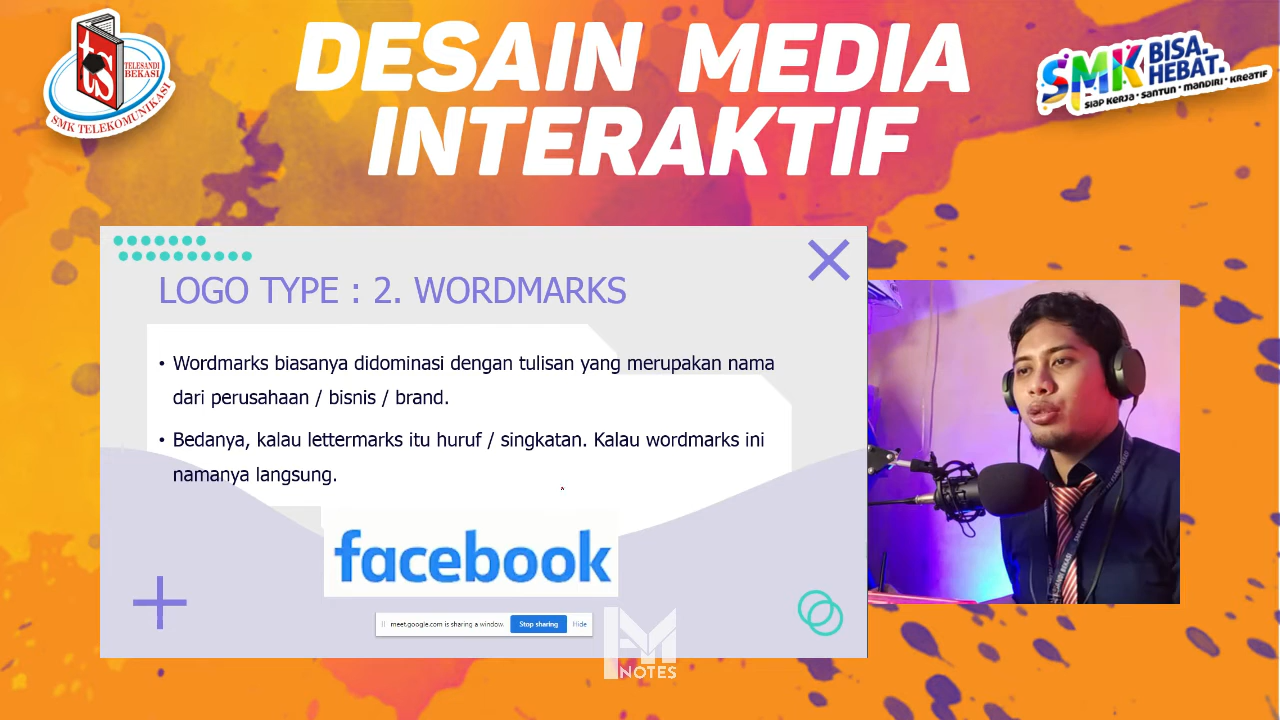 DESAIN MEDIA
INTERAKTIF
ts
TELESANDI
BEKASI
SMK TELEKOMUNIKASI
SMK BISA.
HEBAT.
SIAP KERJA • SANTUN • MANDIRI • KREATIF
LOGO TYPE : 2. WORDMARKS
• Wordmarks biasanya didominasi dengan tulisan yang merupakan nama
dari perusahaan / bisnis / brand.
• Bedanya, kalau lettermarks itu huruf / singkatan. Kalau wordmarks ini
namanya langsung.
facebook
meet.google.com is sharing a window. Stop sharing Hide
NOTES